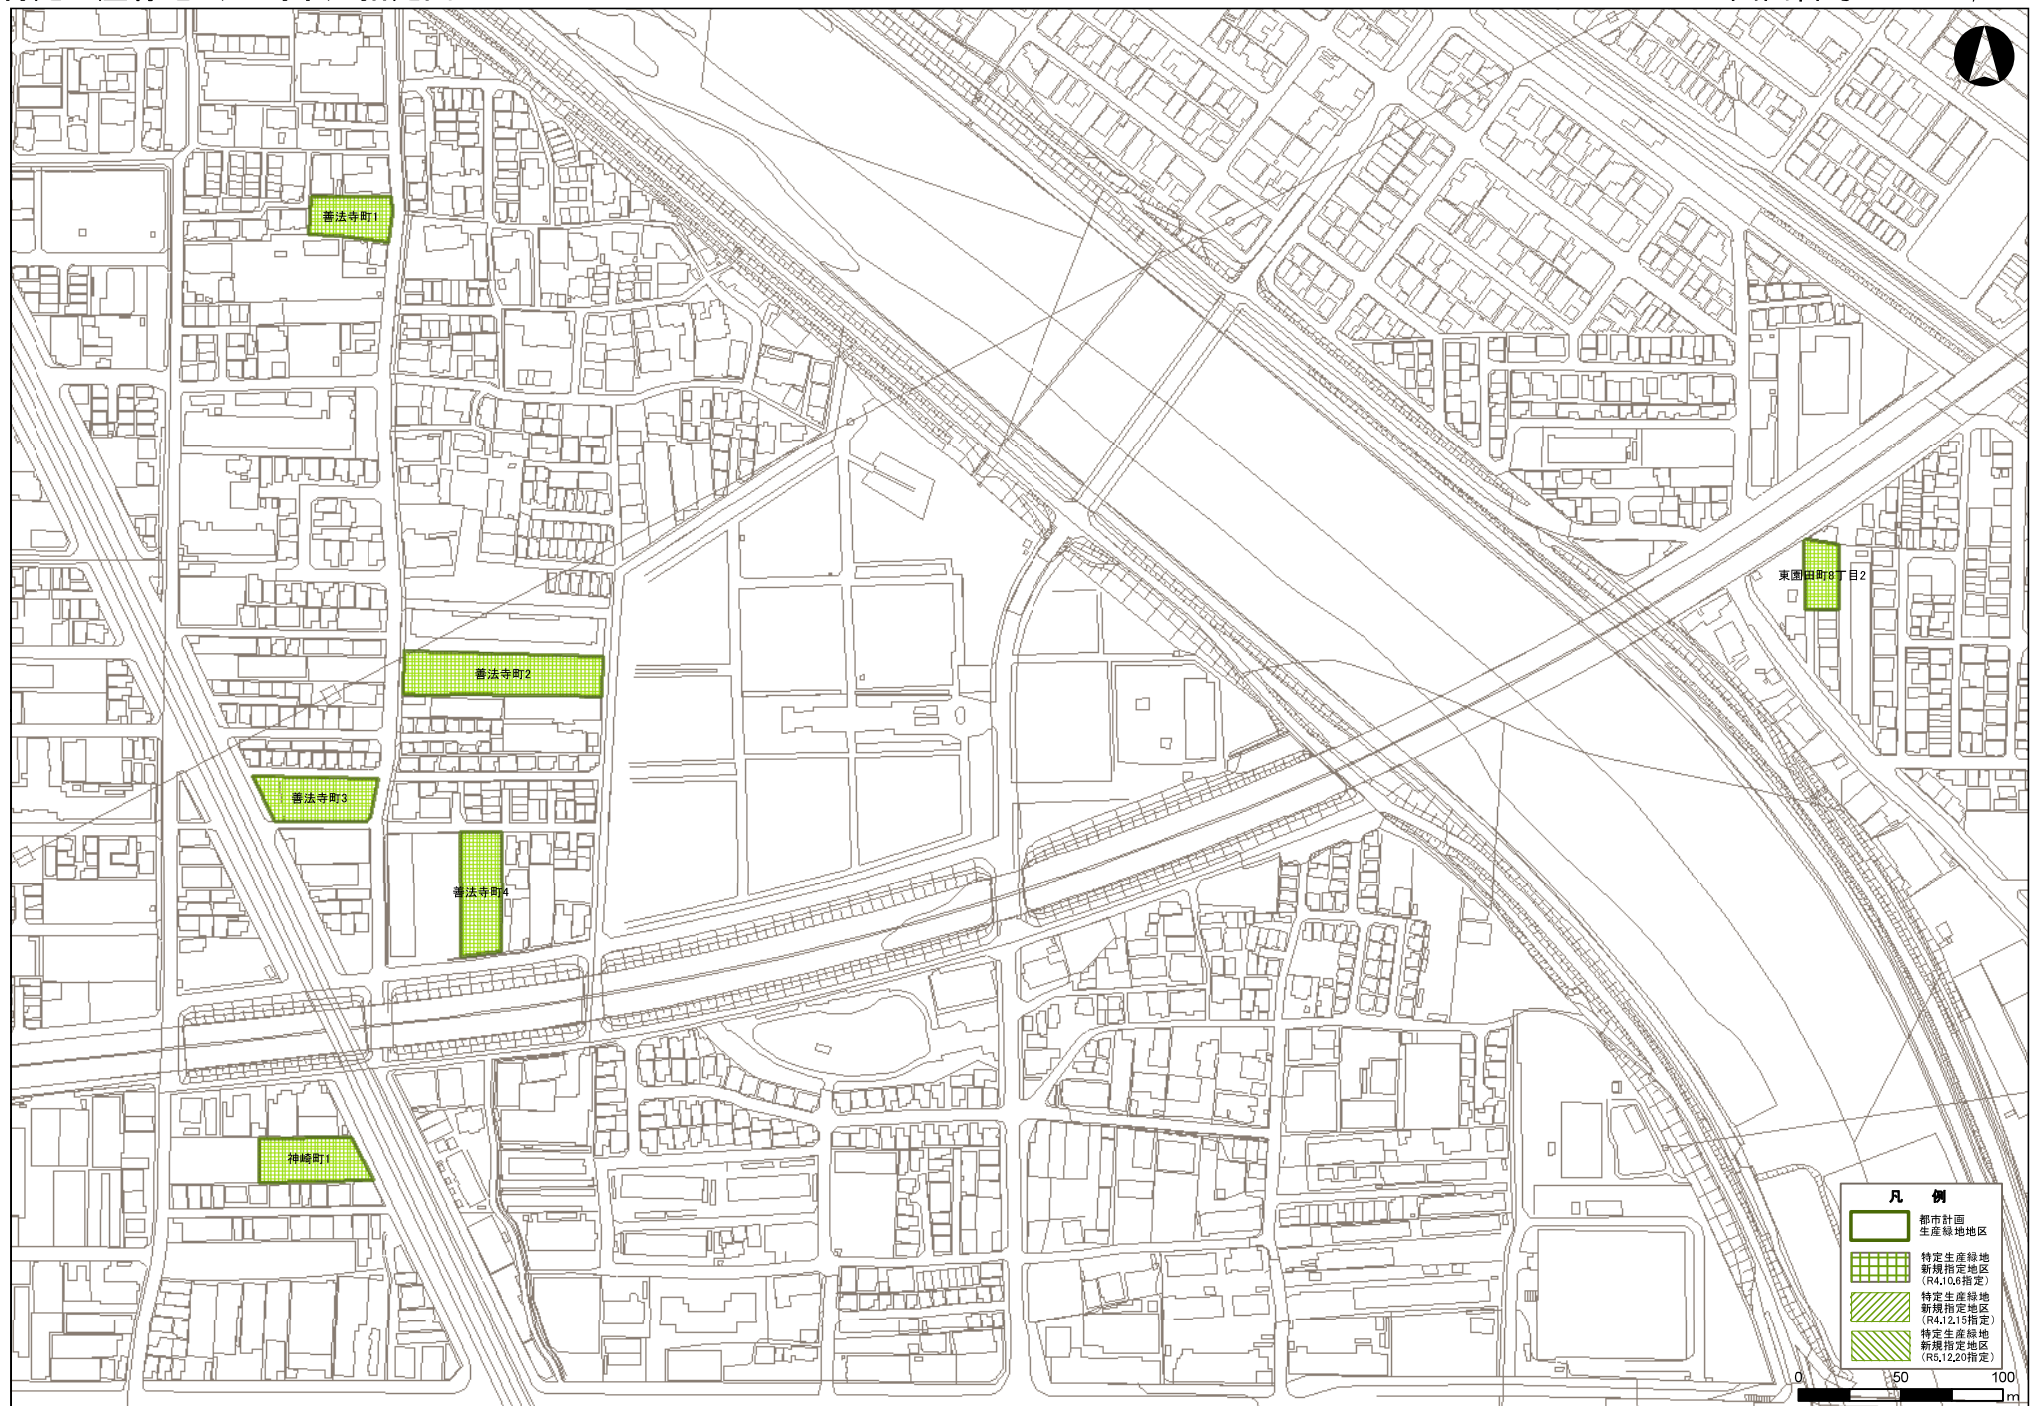 善法寺町1
東園田町8丁目2
善法寺町2
善法寺町3
善法寺町4
神崎町1
凡 例
都市計画
生産緑地地区
特定生産緑地
新規指定地区
(R4.10.6指定)
特定生産緑地
新規指定地区
(R4.12.15指定)
特定生産緑地
新規指定地区
(R5.12.20指定)
0 50 100
m